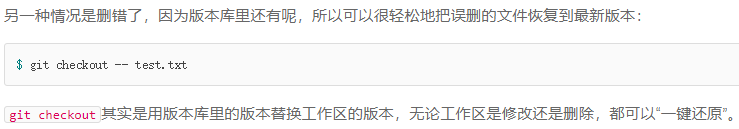 另一种情况是删错了，因为版本库里还有呢，所以可以很轻松地把误删的文件恢复到最新版本：
$ git checkout -- test.txt
git checkout其实是用版本库里的版本替换工作区的版本，无论工作区是修改还是删除，都可以“一键还原”。